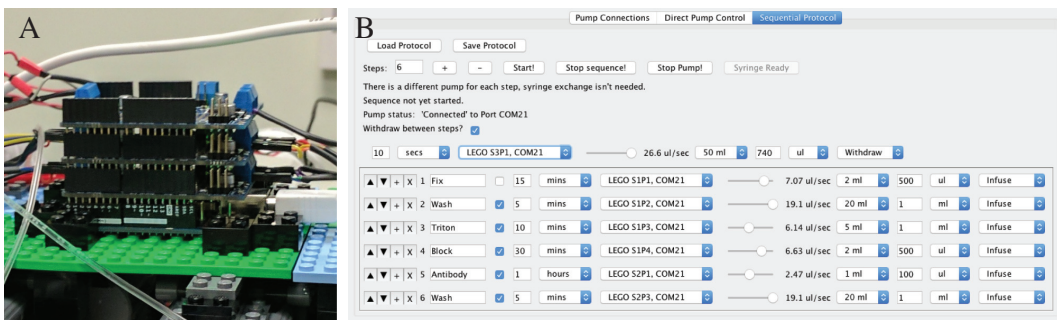 A
B
Pump Connections Direct Pump Control Sequential Protocol
Load Protocol Save Protocol
Steps: 6 + - Start! Stop sequence! Stop Pump! Syringe Ready
There is a different pump for each step, syringe exchange isn't needed.
Sequence not yet started.
Pump status: 'Connected' to Port COM21
Withdraw between steps?
10 secs LEGO S3P1, COM21 26.6 ul/sec 50 ml 740 ul Withdraw
▲ ▼ + X 1 Fix 15 mins LEGO S1P1, COM21 7.07 ul/sec 2 ml 500 ul Infuse
▲ ▼ + X 2 Wash 5 mins LEGO S1P2, COM21 19.1 ul/sec 20 ml 1 ml Infuse
▲ ▼ + X 3 Triton 10 mins LEGO S1P3, COM21 6.14 ul/sec 5 ml 1 ml Infuse
▲ ▼ + X 4 Block 30 mins LEGO S1P4, COM21 6.63 ul/sec 2 ml 500 ul Infuse
▲ ▼ + X 5 Antibody 1 hours LEGO S2P1, COM21 2.47 ul/sec 1 ml 100 ul Infuse
▲ ▼ + X 6 Wash 5 mins LEGO S2P3, COM21 19.1 ul/sec 20 ml 1 ml Infuse